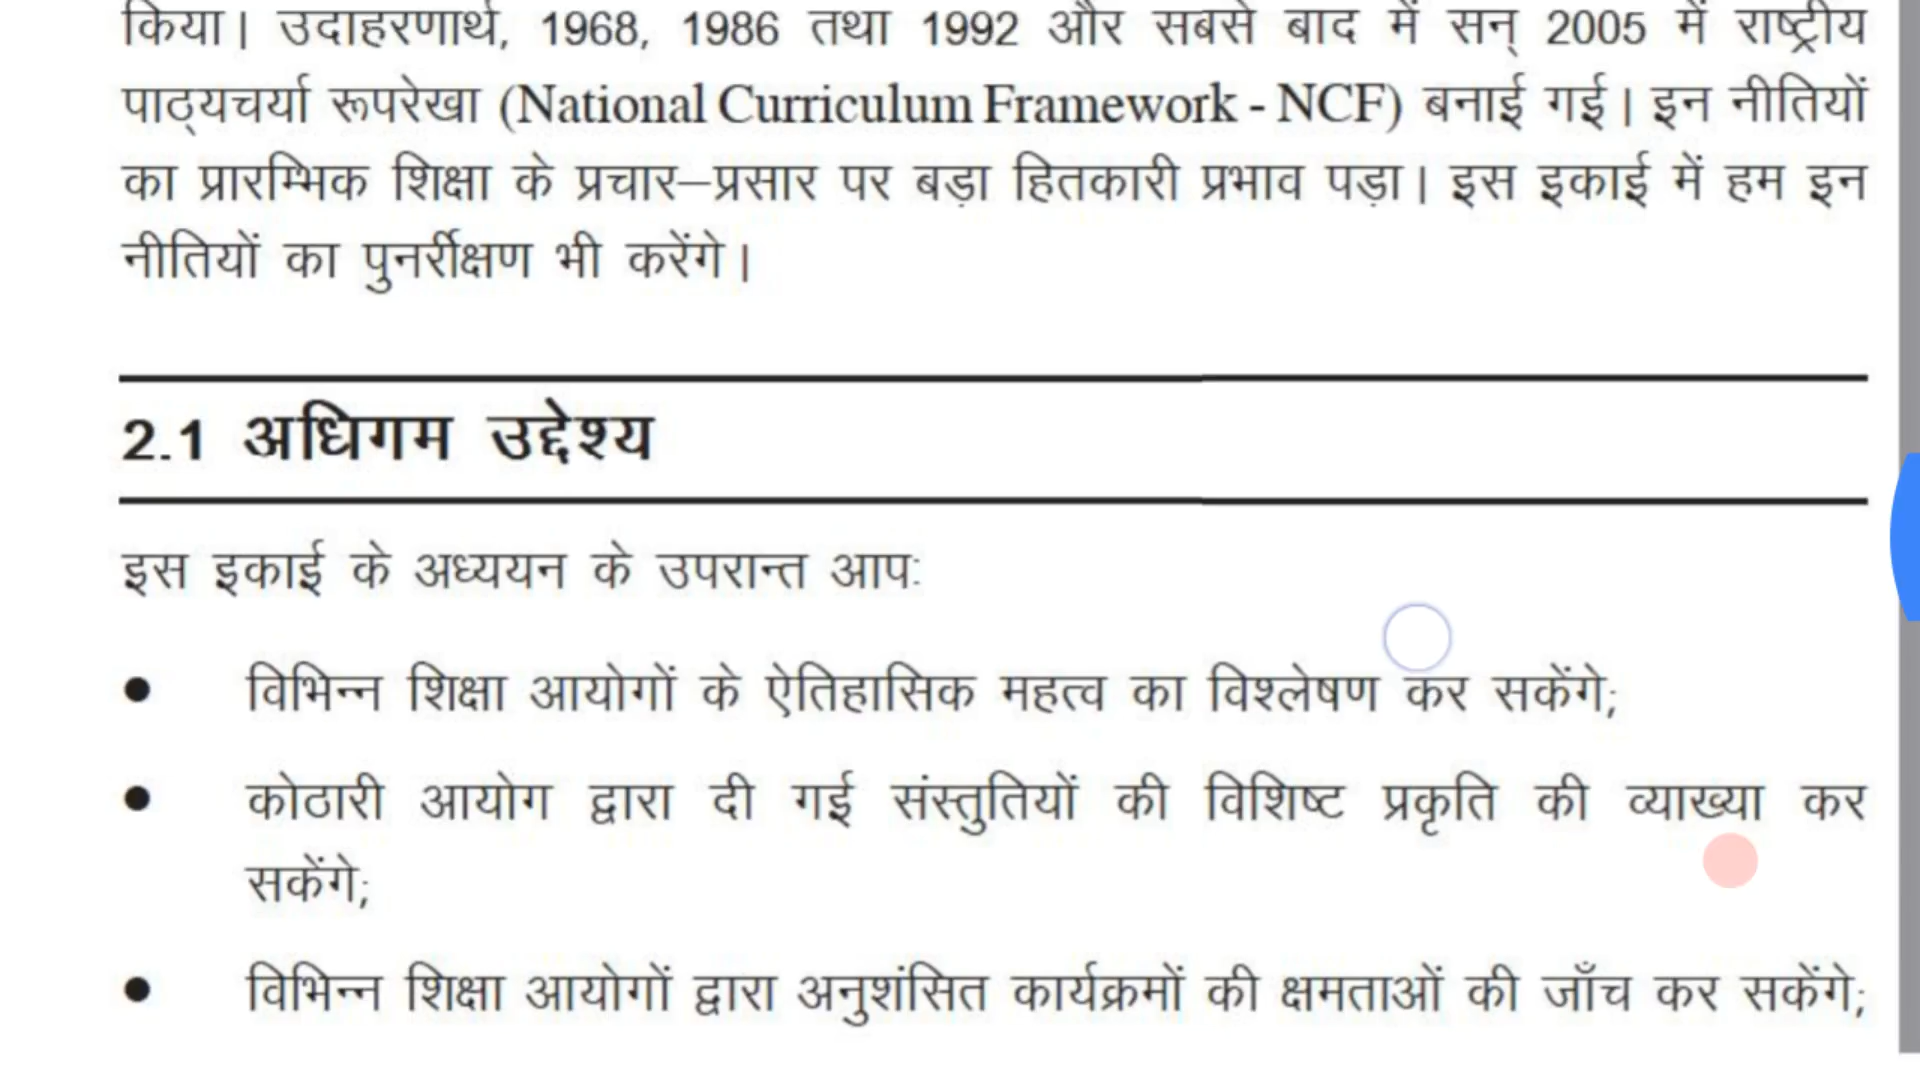 किया। उदाहरणार्थ, 1968, 1986 तथा 1992 और सबसे बाद में सन् 2005 में राष्ट्रीय
पाठ्यचर्या रूपरेखा (National Curriculum Framework - NCF) बनाई गई। इन नीतियों
का प्रारम्भिक शिक्षा के प्रचार–प्रसार पर बड़ा हितकारी प्रभाव पड़ा। इस इकाई में हम इन
नीतियों का पुनर्रीक्षण भी करेंगे।
2.1 अधिगम उद्देश्य
इस इकाई के अध्ययन के उपरान्त आप:
● विभिन्न शिक्षा आयोगों के ऐतिहासिक महत्व का विश्लेषण कर सकेंगे;
● कोठारी आयोग द्वारा दी गई संस्तुतियों की विशिष्ट प्रकृति की व्याख्या कर
सकेंगे;
● विभिन्न शिक्षा आयोगों द्वारा अनुशंसित कार्यक्रमों की क्षमताओं की जाँच कर सकेंगे;